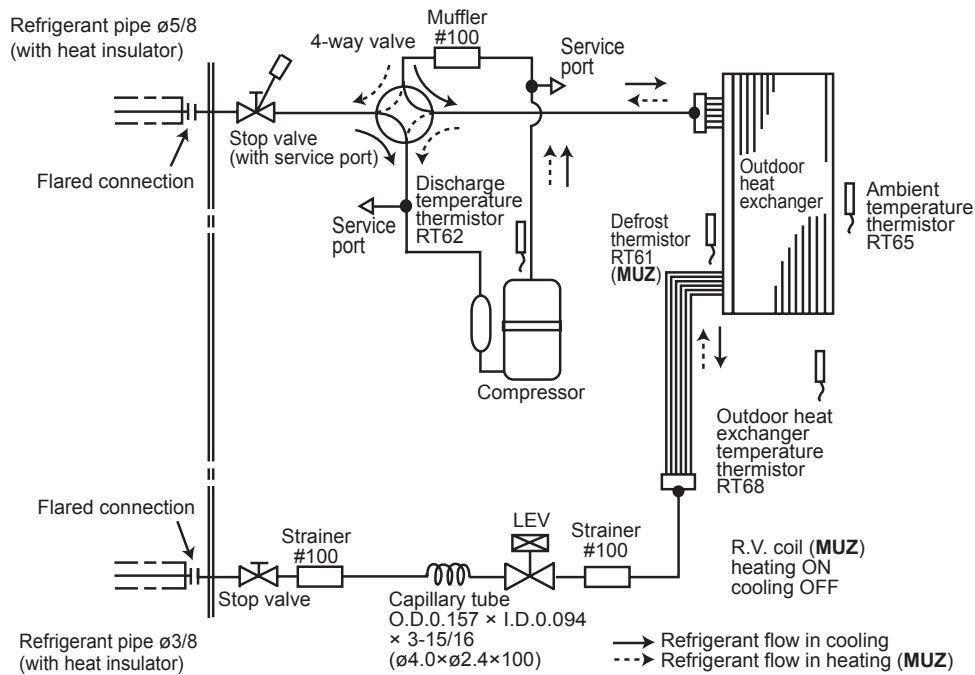 Refrigerant pipe ø5/8
(with heat insulator)
4-way valve
Muffler
#100
Service
port
Stop valve
(with service port)
Flared connection
Service
port
Discharge
temperature
thermistor
RT62
Compressor
Outdoor
heat
exchanger
Defrost
thermistor
RT61
(MUZ)
Ambient
temperature
thermistor
RT65
Outdoor heat
exchanger
temperature
thermistor
RT68
Flared connection
Strainer
#100
Stop valve
Capillary tube
O.D.0.157 × I.D.0.094
× 3-15/16
(ø4.0×ø2.4×100)
LEV
Strainer
#100
R.V. coil (MUZ)
heating ON
cooling OFF
Refrigerant pipe ø3/8
(with heat insulator)
Refrigerant flow in cooling
Refrigerant flow in heating (MUZ)